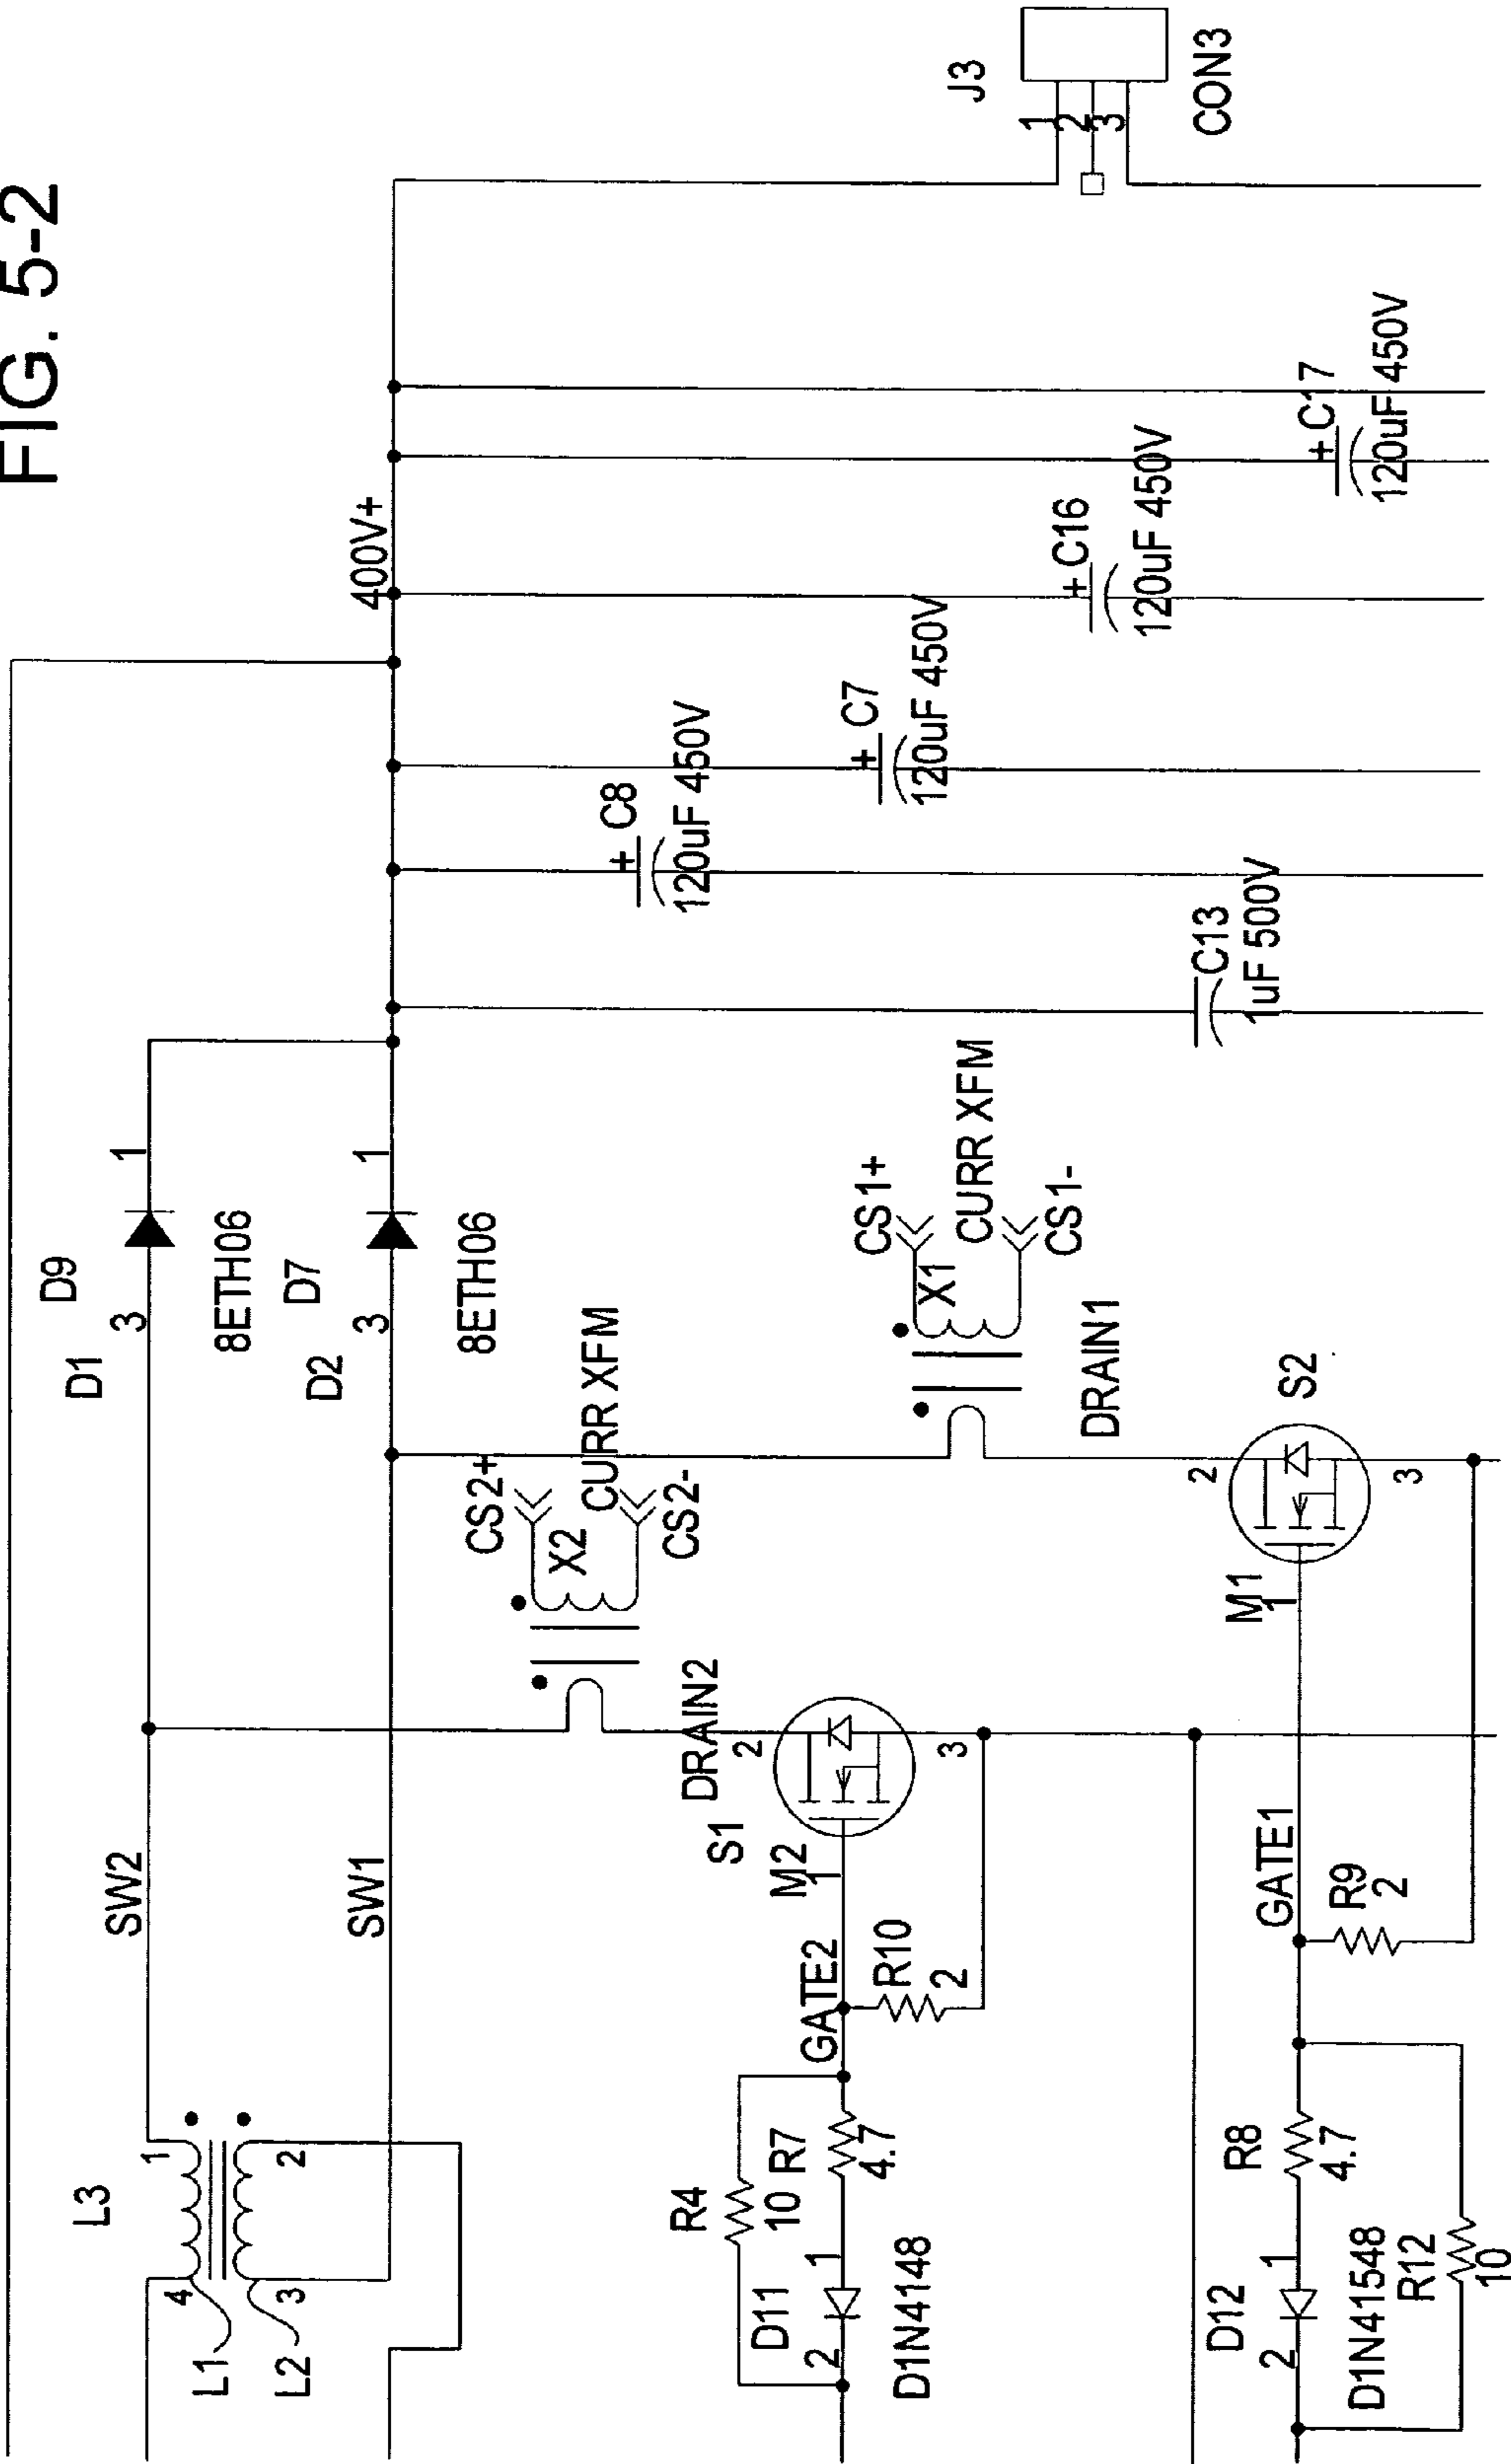 FIG. 5-2
L3
1
4
2
3
L1
L2
SW2
SW1
D9
D1
3
1
8ETH06
D7
D2
3
1
8ETH06
400V+
CS2+
X2
CURR XFM
CS2-
DRAIN2
CS1+
X1
CURR XFM
CS1-
DRAIN1
C8
+
120uF 450V
C7
+
120uF 450V
C16
+
120uF 450V
C17
+
120uF 450V
C13
1uF 500V
J3
1
2
3
CON3
S1
M2
1
2
3
GATE2
R10
2
R4
10
R7
4.7
D11
1
2
D1N4148
S2
M1
1
2
3
GATE1
R9
2
R8
4.7
D12
1
2
D1N41548
R12
10